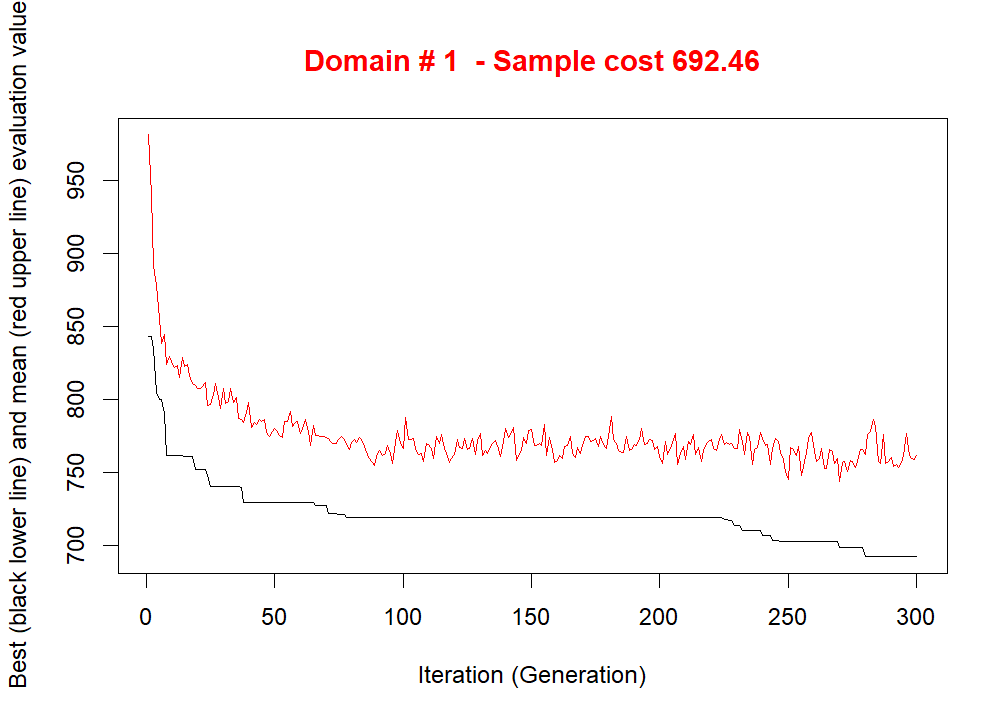 Domain # 1  - Sample cost 692.46
Best (black lower line) and mean (red upper line) evaluation value
950
900
850
800
750
700
0 50 100 150 200 250 300
Iteration (Generation)